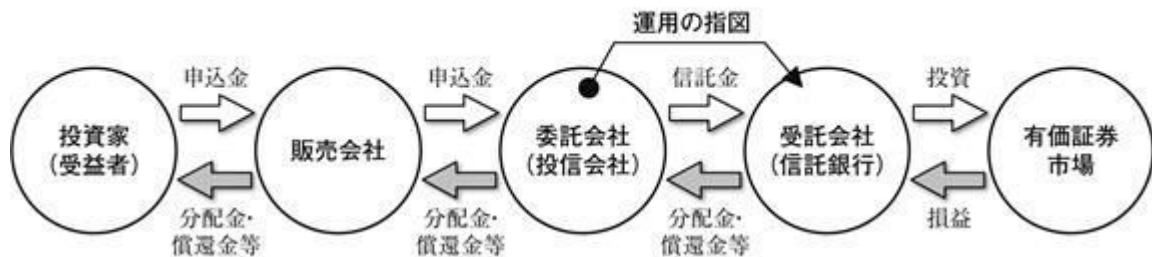 運用の指図
申込金
申込金
信託金
投資
投資家
（受益者）
販売会社
委託会社
（投信会社）
受託会社
（信託銀行）
有価証券
市場
分配金・
償還金等
分配金・
償還金等
分配金・
償還金等
損益